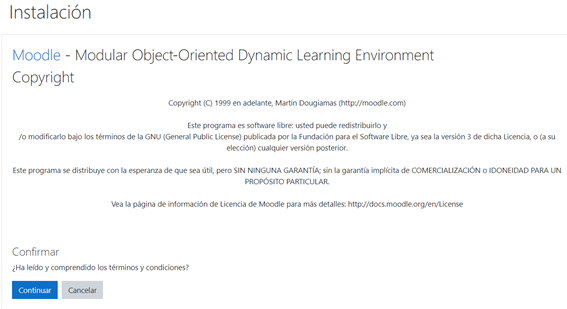 Instalación
Moodle - Modular Object-Oriented Dynamic Learning Environment
Copyright
Copyright (C) 1999 en adelante, Martin Dougiamas (http://moodle.com)
Este programa es software libre: usted puede redistribuirlo y
/o modificarlo bajo los términos de la GNU (General Public License) publicada por la Fundación para el Software Libre, ya sea la versión 3 de dicha Licencia, o (a su
elección) cualquier versión posterior.
Este programa se distribuye con la esperanza de que sea útil, pero SIN NINGUNA GARANTÍA; sin la garantía implícita de COMERCIALIZACIÓN o IDONEIDAD PARA UN
PROPÓSITO PARTICULAR.
Vea la página de información de Licencia de Moodle para más detalles: http://docs.moodle.org/en/License
Confirmar
¿Ha leído y comprendido los términos y condiciones?
Continuar Cancelar